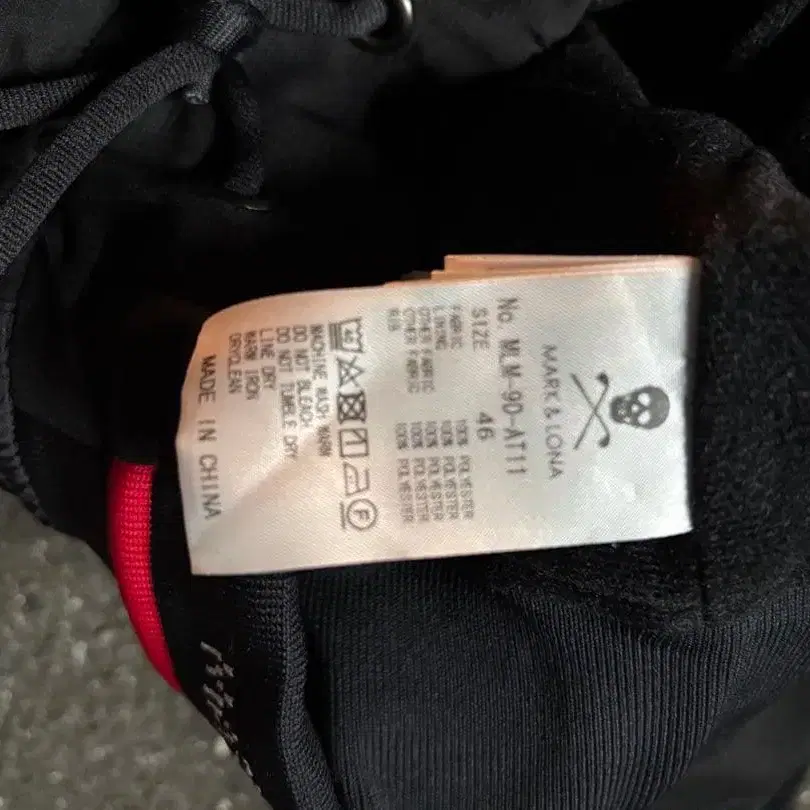 MARK & LONA
No. MLM-90-AT11
SIZE 46
FABRIC 100% POLYESTER
LINING 100% POLYESTER
OTHER FABRIC 100% POLYESTER
OTHER FABRIC 100% POLYESTER
RIB 100% POLYESTER
40
F
MACHINE WASH WARM
DO NOT BLEACH
DO NOT TUMBLE DRY
LINE DRY
WARM IRON
DRYCLEAN
MADE IN CHINA